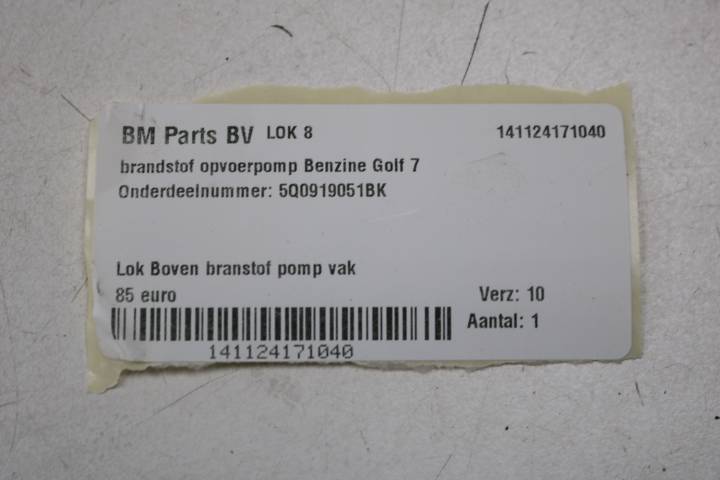 BM Parts BV LOK 8 141124171040
brandstof opvoerpomp Benzine Golf 7
Onderdeelnummer: 5Q0919051BK
Lok Boven branstof pomp vak
85 euro Verz: 10
Aantal: 1
141124171040